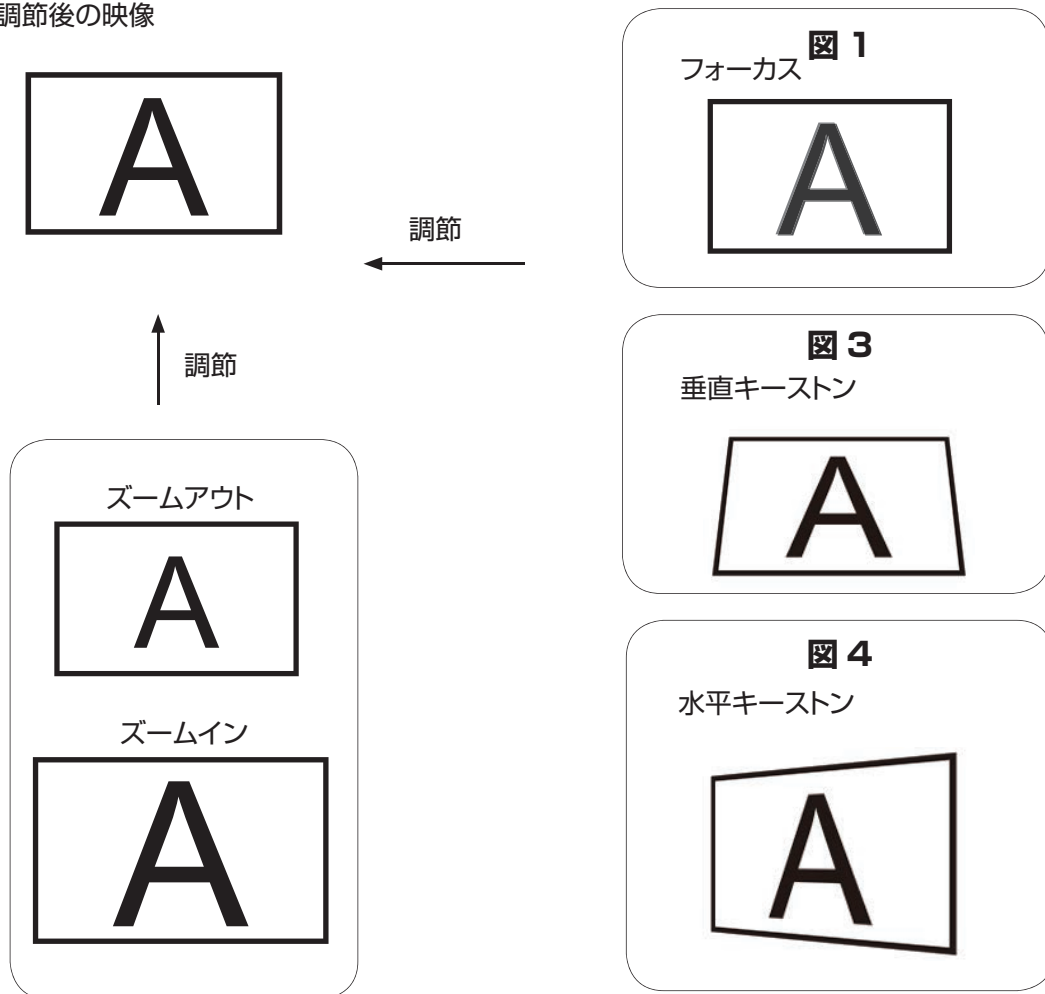 調節後の映像
A
調節
調節
ズームアウト
A
ズームイン
A
図 1
フォーカス
A
図 3
垂直キーストン
A
図 4
水平キーストン
A